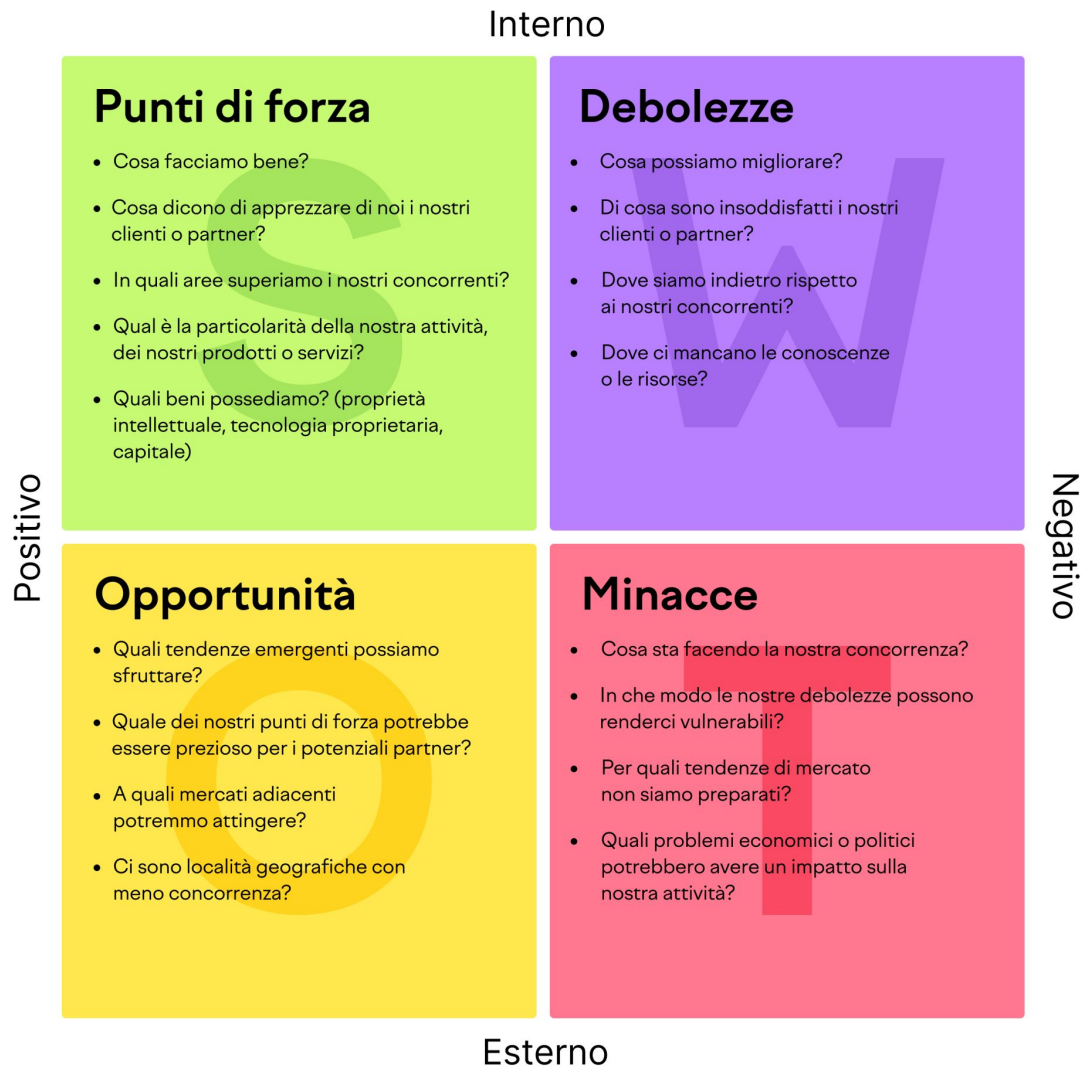 Interno
Punti di forza
• Cosa facciamo bene?
• Cosa dicono di apprezzare di noi i nostri
clienti o partner?
• In quali aree superiamo i nostri concorrenti?
• Qual è la particolarità della nostra attività,
dei nostri prodotti o servizi?
• Quali beni possediamo? (proprietà
intellettuale, tecnologia proprietaria,
capitale)
S
Debolezze
• Cosa possiamo migliorare?
• Di cosa sono insoddisfatti i nostri
clienti o partner?
• Dove siamo indietro rispetto
ai nostri concorrenti?
• Dove ci mancano le conoscenze
o le risorse?
W
Positivo
Negativo
Opportunità
• Quali tendenze emergenti possiamo
sfruttare?
• Quale dei nostri punti di forza potrebbe
essere prezioso per i potenziali partner?
• A quali mercati adiacenti
potremmo attingere?
• Ci sono località geografiche con
meno concorrenza?
O
Minacce
• Cosa sta facendo la nostra concorrenza?
• In che modo le nostre debolezze possono
renderci vulnerabili?
• Per quali tendenze di mercato
non siamo preparati?
• Quali problemi economici o politici
potrebbero avere un impatto sulla
nostra attività?
T
Esterno